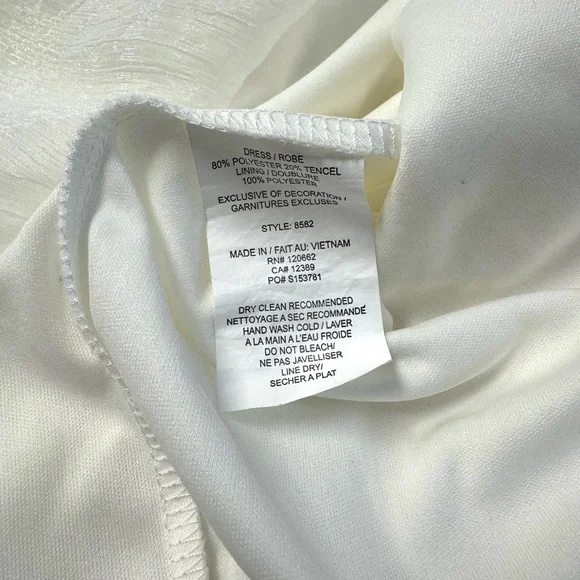 DRESS / ROBE
80% POLYESTER 20% TENCEL
LINING / DOUBLURE
100% POLYESTER
EXCLUSIVE OF DECORATION /
GARNITURES EXCLUSES
STYLE: 8582
MADE IN / FAIT AU: VIETNAM
RN# 120662
CA# 12389
PO# S153781
DRY CLEAN RECOMMENDED
NETTOYAGE A SEC RECOMMANDÉ
HAND WASH COLD / LAVER
A LA MAIN A L'EAU FROIDE
DO NOT BLEACH/
NE PAS JAVELLISER
LINE DRY/
SECHER A PLAT